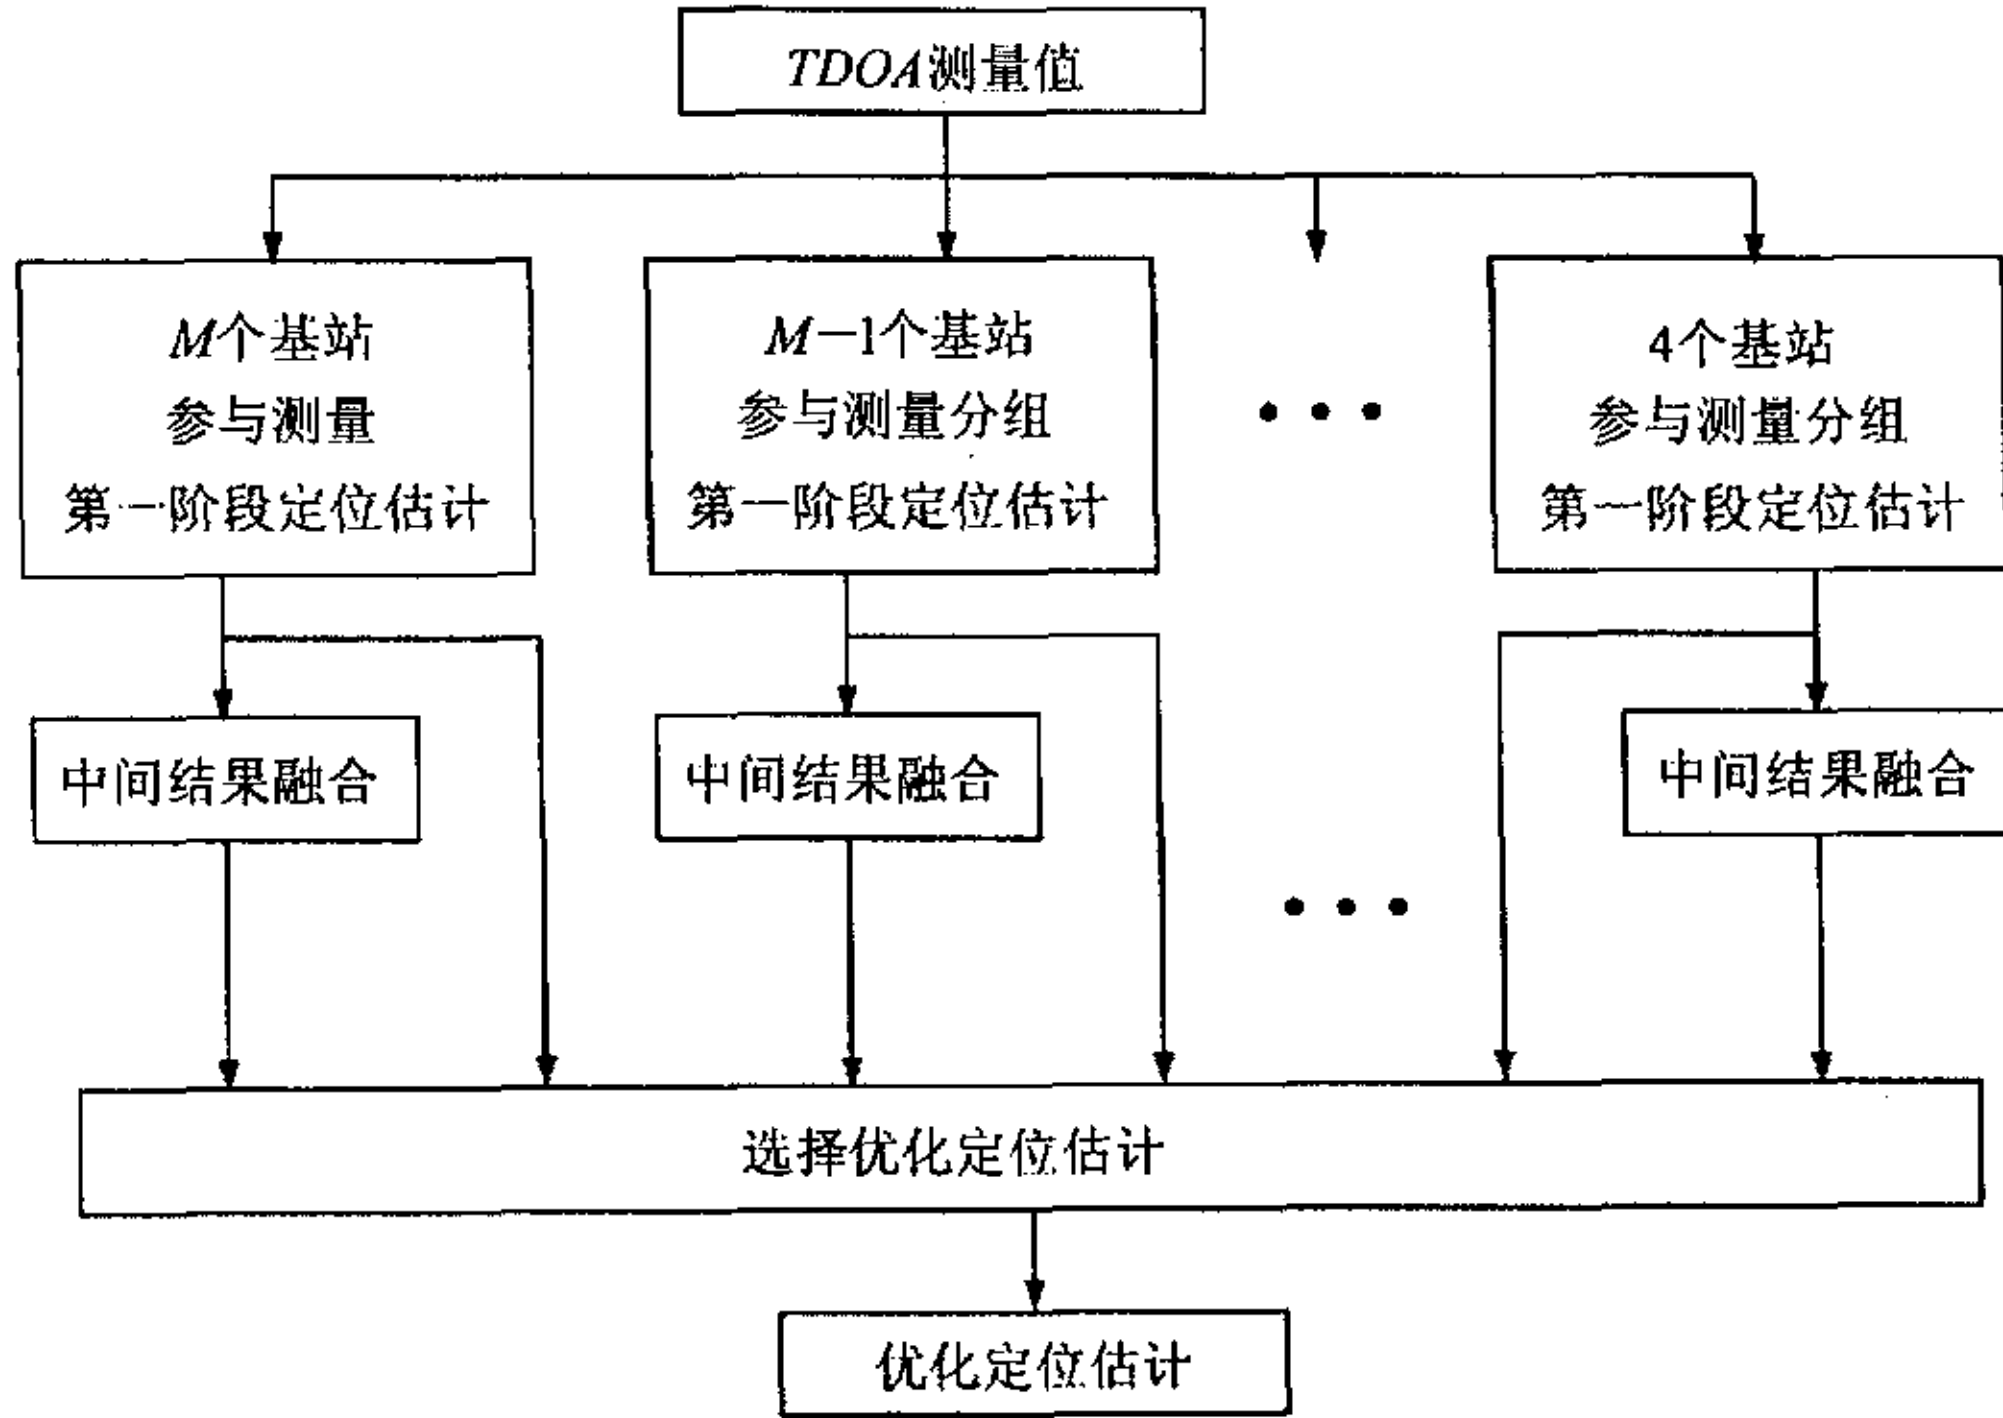 TDOA测量值
M个基站
参与测量
第一阶段定位估计
M-1个基站
参与测量分组
第一阶段定位估计
4个基站
参与测量分组
第一阶段定位估计
中间结果融合
中间结果融合
中间结果融合
选择优化定位估计
优化定位估计